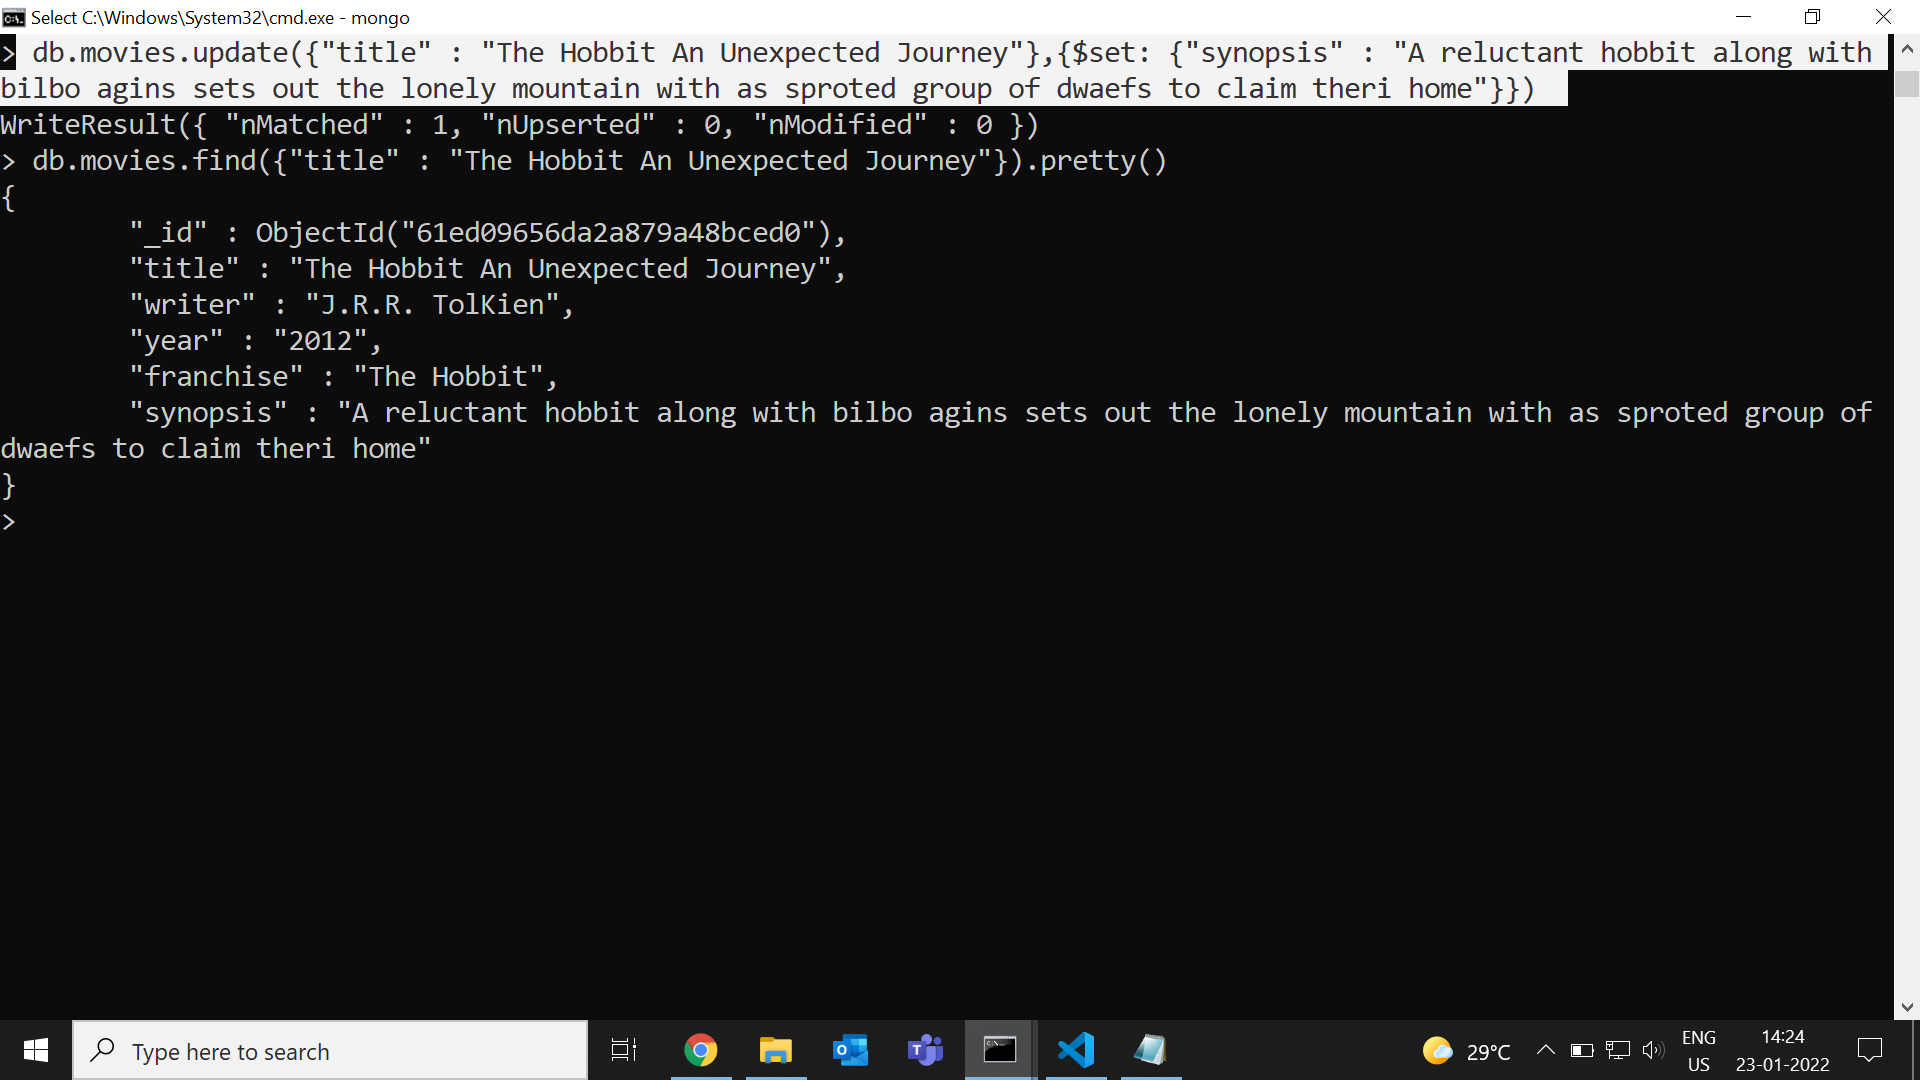 Select C:\Windows\System32\cmd.exe - mongo
> db.movies.update({"title" : "The Hobbit An Unexpected Journey"},{$set: {"synopsis" : "A reluctant hobbit along with
bilbo agins sets out the lonely mountain with as sproted group of dwaefs to claim theri home"}})
WriteResult({ "nMatched" : 1, "nUpserted" : 0, "nModified" : 0 })
> db.movies.find({"title" : "The Hobbit An Unexpected Journey"}).pretty()
{
"_id" : ObjectId("61ed09656da2a879a48bced0"),
"title" : "The Hobbit An Unexpected Journey",
"writer" : "J.R.R. TolKien",
"year" : "2012",
"franchise" : "The Hobbit",
"synopsis" : "A reluctant hobbit along with bilbo agins sets out the lonely mountain with as sproted group of
dwaefs to claim theri home"
}
>
Type here to search
29°C
ENG
US
14:24
23-01-2022